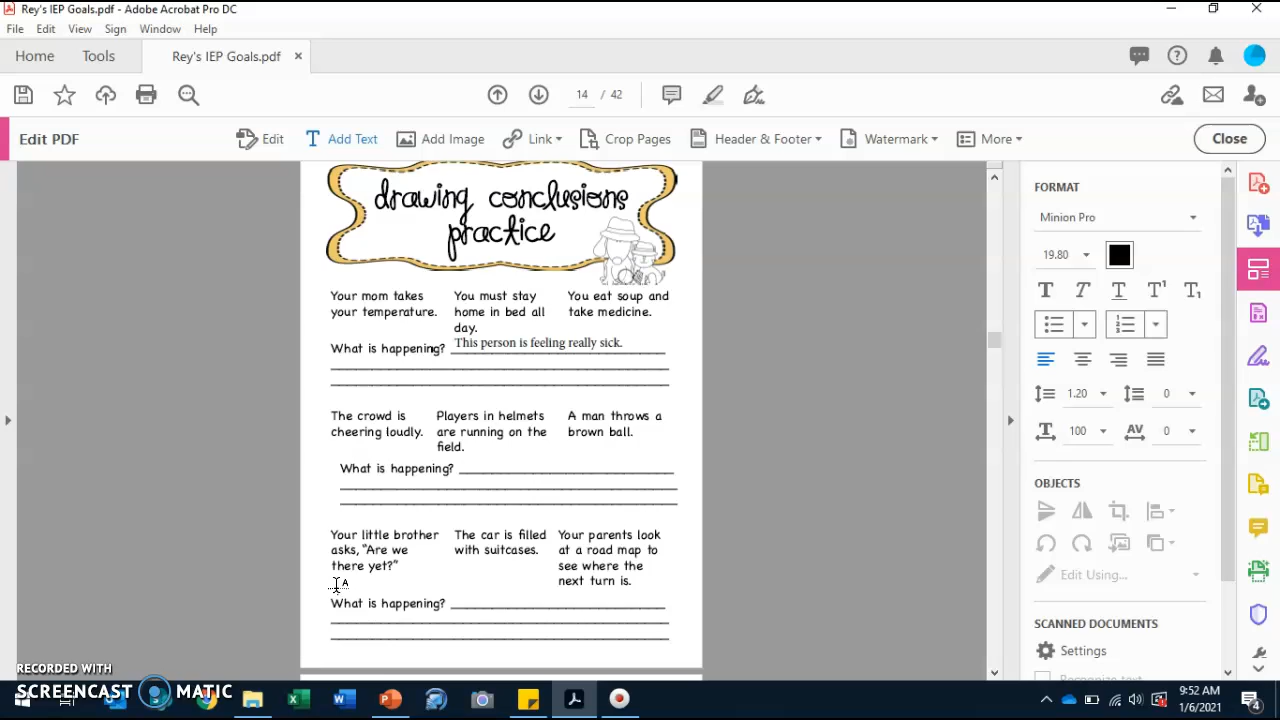 Rey's IEP Goals.pdf - Adobe Acrobat Pro DC
File Edit View Sign Window Help
Home Tools Rey's IEP Goals.pdf ×
14 / 42
Edit PDF Edit Add Text Add Image Link Crop Pages Header & Footer Watermark More Close
drawing conclusions
practice
Your mom takes
your temperature.
You must stay
home in bed all
day.
You eat soup and
take medicine.
What is happening? This person is feeling really sick.
The crowd is
cheering loudly.
Players in helmets
are running on the
field.
A man throws a
brown ball.
What is happening?
Your little brother
asks, "Are we
there yet?"
The car is filled
with suitcases.
Your parents look
at a road map to
see where the
next turn is.
What is happening?
FORMAT
Minion Pro
19.80
1.20 0
100 0
OBJECTS
Edit Using...
SCANNED DOCUMENTS
Settings
Recognize text
RECORDED WITH
SCREENCAST MATIC
9:52 AM
1/6/2021
4